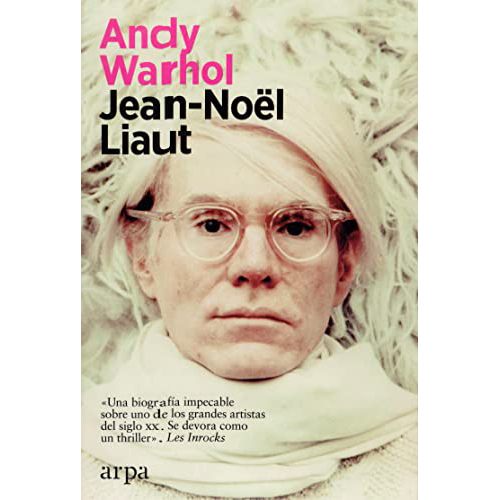 Andy
Warhol
Jean-Noël
Liaut
«Una biografía impecable
sobre uno de los grandes artistas
del siglo xx. Se devora como
un thriller». Les Inrocks
arpa